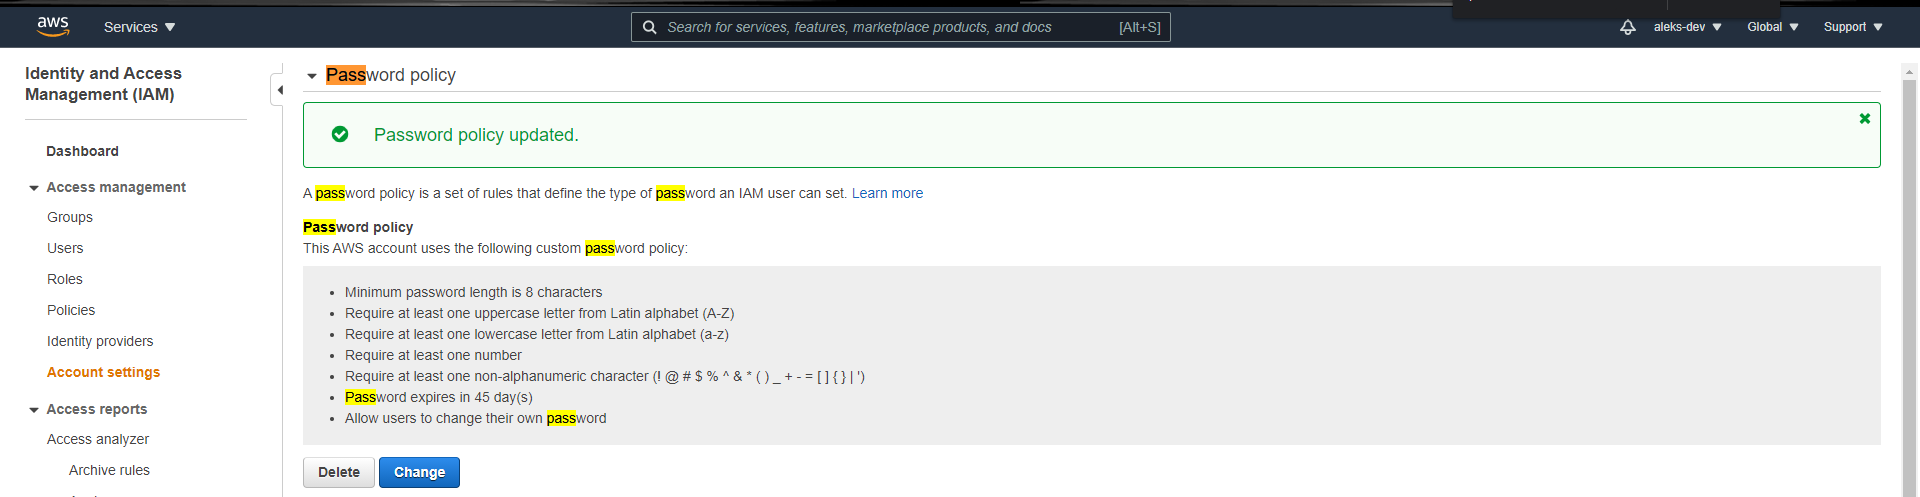 aws
Services
Search for services, features, marketplace products, and docs [Alt+S]
aleks-dev
Global
Support
Identity and Access
Management (IAM)
Dashboard
Access management
Groups
Users
Roles
Policies
Identity providers
Account settings
Access reports
Access analyzer
Archive rules
Password policy
Password policy updated.
A password policy is a set of rules that define the type of password an IAM user can set. Learn more
Password policy
This AWS account uses the following custom password policy:
• Minimum password length is 8 characters
• Require at least one uppercase letter from Latin alphabet (A-Z)
• Require at least one lowercase letter from Latin alphabet (a-z)
• Require at least one number
• Require at least one non-alphanumeric character (! @ # $ % ^ & * ( ) _ + - = [ ] { } | ')
• Password expires in 45 day(s)
• Allow users to change their own password
Delete
Change